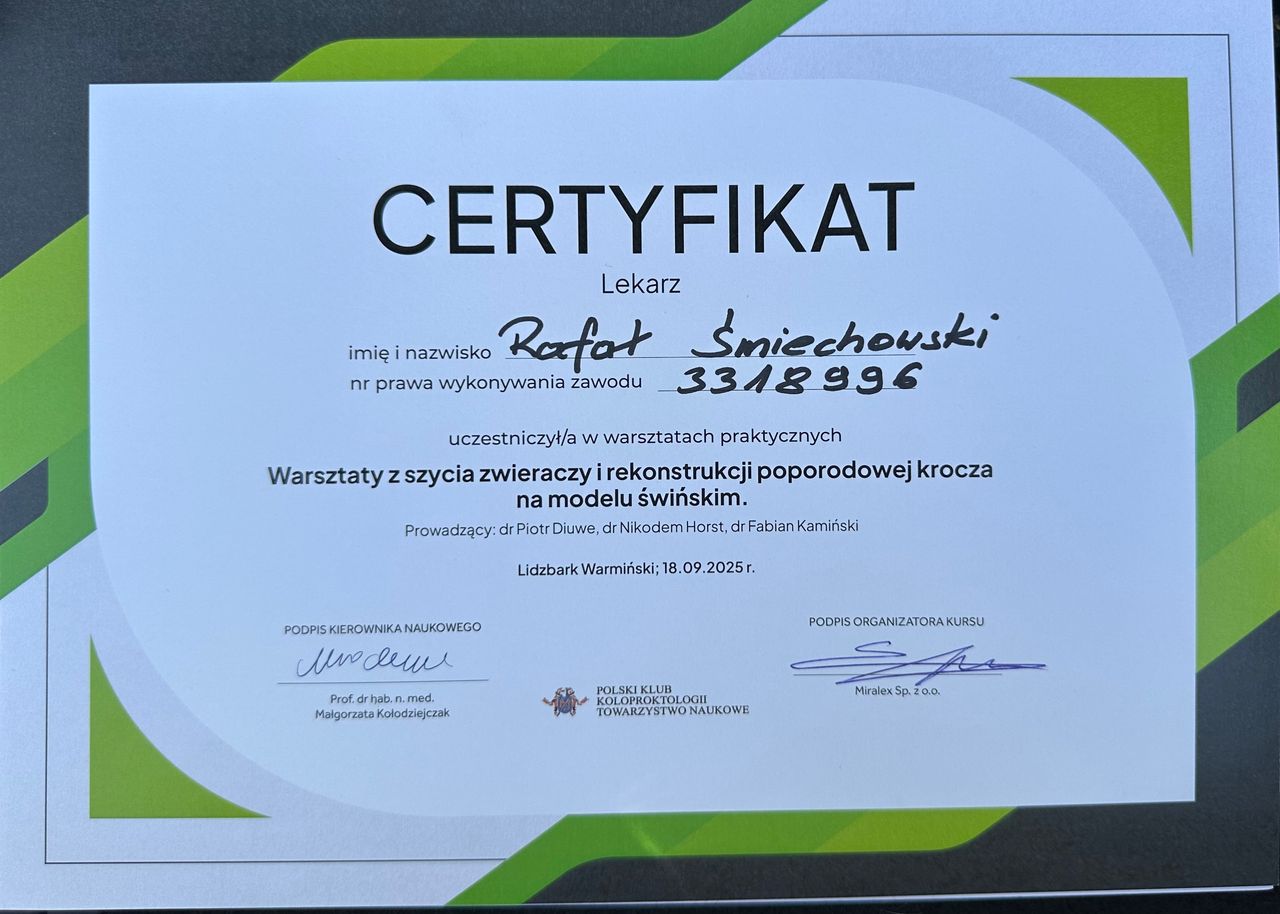 CERTYFIKAT
Lekarz
imię i nazwisko Rafał Śmiechowski
nr prawa wykonywania zawodu 3318996
uczestniczył/a w warsztatach praktycznych
Warsztaty z szycia zwieraczy i rekonstrukcji poporodowej krocza
na modelu świńskim.
Prowadzący: dr Piotr Diuwe, dr Nikodem Horst, dr Fabian Kamiński
Lidzbark Warmiński; 18.09.2025 r.
PODPIS KIEROWNIKA NAUKOWEGO
Prof. dr hab. n. med.
Małgorzata Kołodziejczak
POLSKI KLUB
KOLOPROKTOLOGII
TOWARZYSTWO NAUKOWE
PODPIS ORGANIZATORA KURSU
Miralex Sp. z o.o.